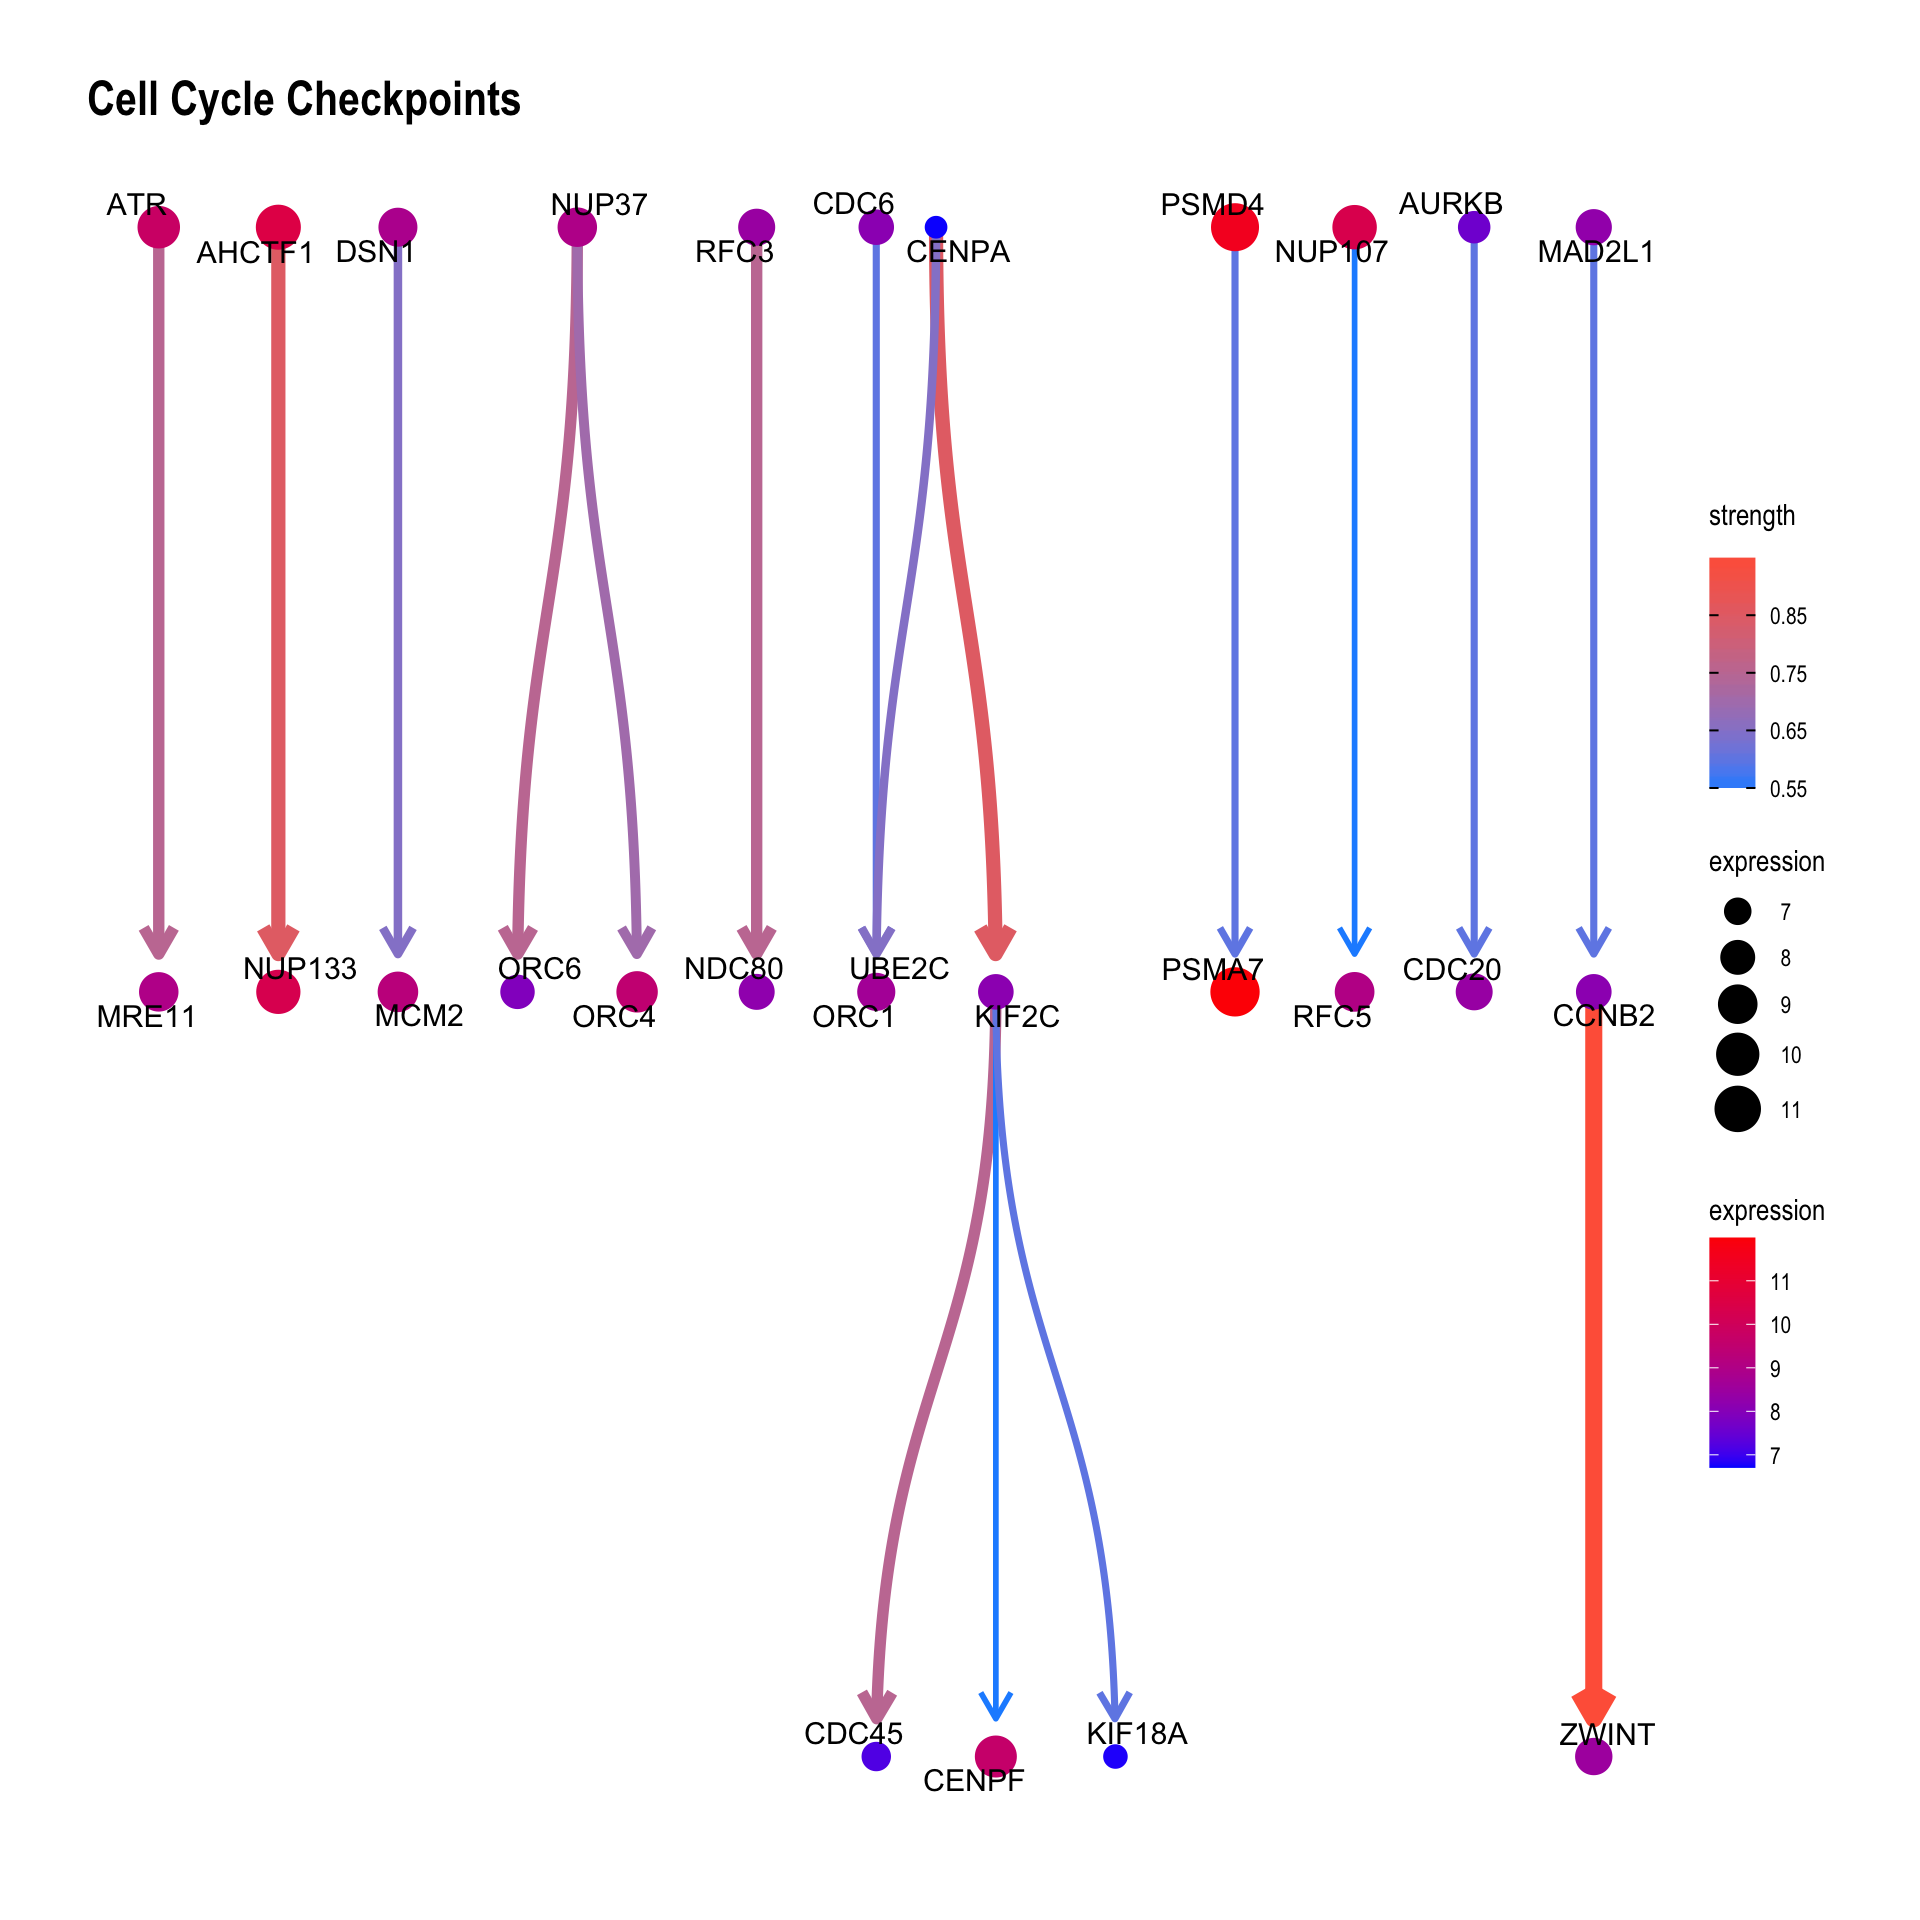 Cell Cycle Checkpoints
ATR
AHCTF1
DSN1
NUP37
RFC3
CDC6
CENPA
PSMD4
NUP107
AURKB
MAD2L1
MRE11
NUP133
MCM2
ORC6
ORC4
NDC80
UBE2C
ORC1
KIF2C
PSMA7
RFC5
CDC20
CCNB2
CDC45
CENPF
KIF18A
ZWINT
strength
0.85
0.75
0.65
0.55
expression
7
8
9
10
11
expression
11
10
9
8
7